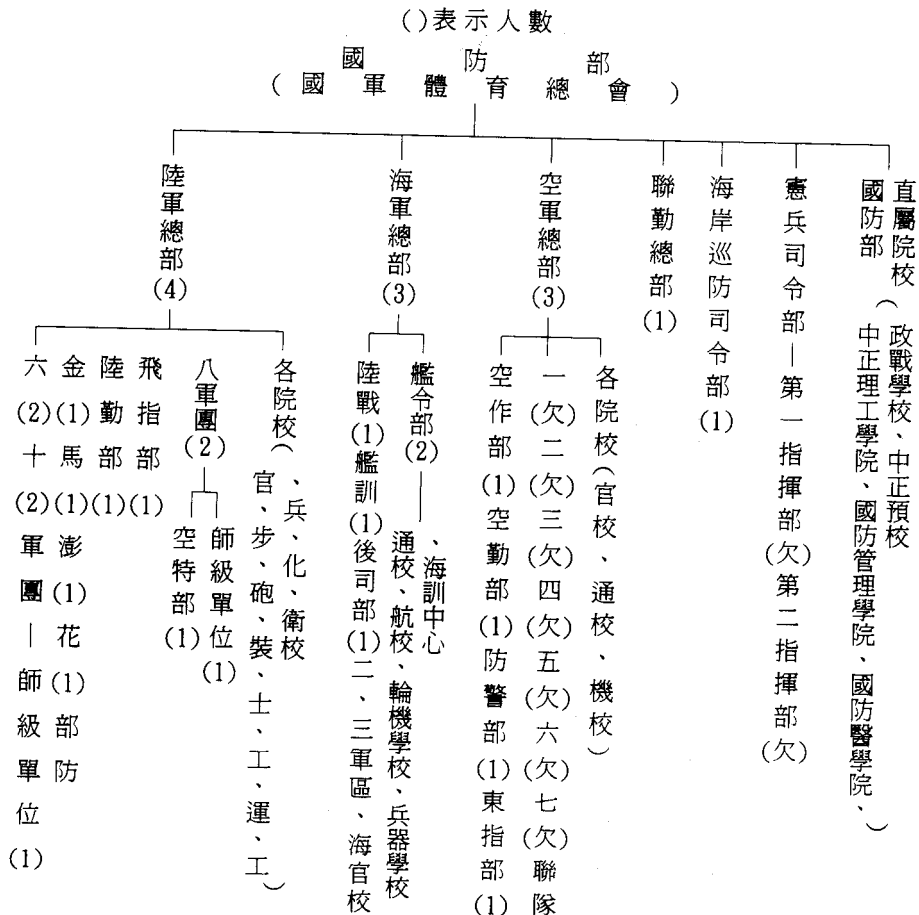 ()表示人數
國防部
(國軍體育總會)
陸軍總部(4)
海軍總部(3)
空軍總部(3)
聯勤總部(1)
海岸巡防司令部(1)
憲兵司令部—第一指揮部(欠)第二指揮部(欠)
國防部
直屬院校
(中正理工學院、國防管理學院、國防醫學院、
政戰學校、中正預校)
六(2)十(2)軍團—師級單位(1)
金(1)馬(1)澎(1)花(1)部防
陸勤部(1)
飛指部(1)
八軍團(2)
空特部(1)
師級單位(1)
各院校(官、步、砲、裝、士、工、運、工
、兵、化、衛校)
陸戰(1)艦訓(1)後司部(1)二、三軍區、海官校
艦令部(2)—通校、航校、輪機學校、兵器學校
、海訓中心
空作部(1)空勤部(1)防警部(1)東指部(1)
一(欠)二(欠)三(欠)四(欠)五(欠)六(欠)七(欠)聯隊
各院校(官校、通校、機校)